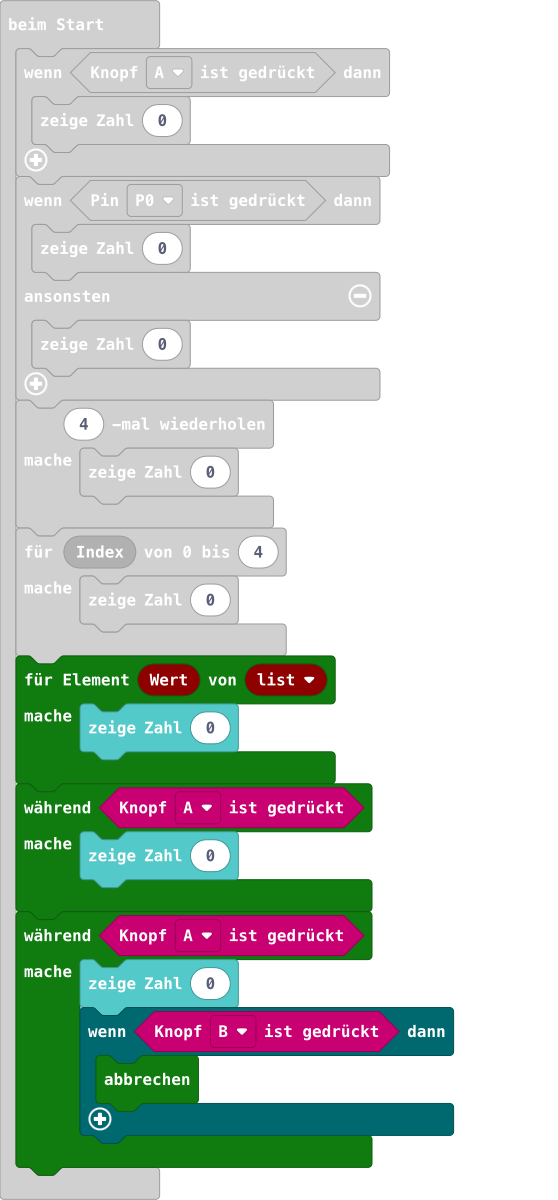 beim Start
wenn Knopf A ist gedrückt dann
zeige Zahl 0
wenn Pin P0 ist gedrückt dann
zeige Zahl 0
ansonsten
zeige Zahl 0
4 -mal wiederholen
mache zeige Zahl 0
für Index von 0 bis 4
mache zeige Zahl 0
für Element Wert von list
mache zeige Zahl 0
während Knopf A ist gedrückt
mache zeige Zahl 0
während Knopf A ist gedrückt
mache zeige Zahl 0
wenn Knopf B ist gedrückt dann
abbrechen